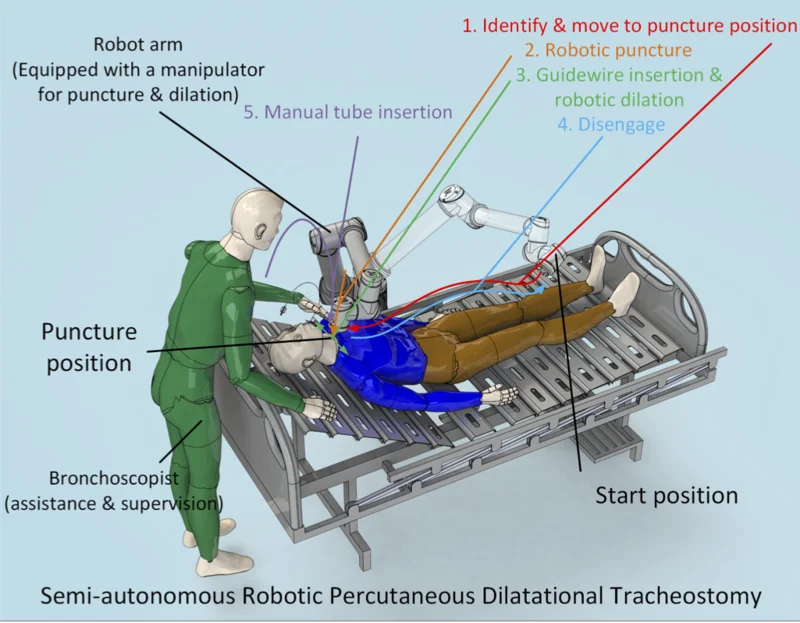 1. Identify & move to puncture position
Robot arm
(Equipped with a manipulator
for puncture & dilation)
2. Robotic puncture
3. Guidewire insertion &
robotic dilation
4. Disengage
5. Manual tube insertion
Puncture
position
Bronchoscopist
(assistance & supervision)
Start position
Semi-autonomous Robotic Percutaneous Dilatational Tracheostomy